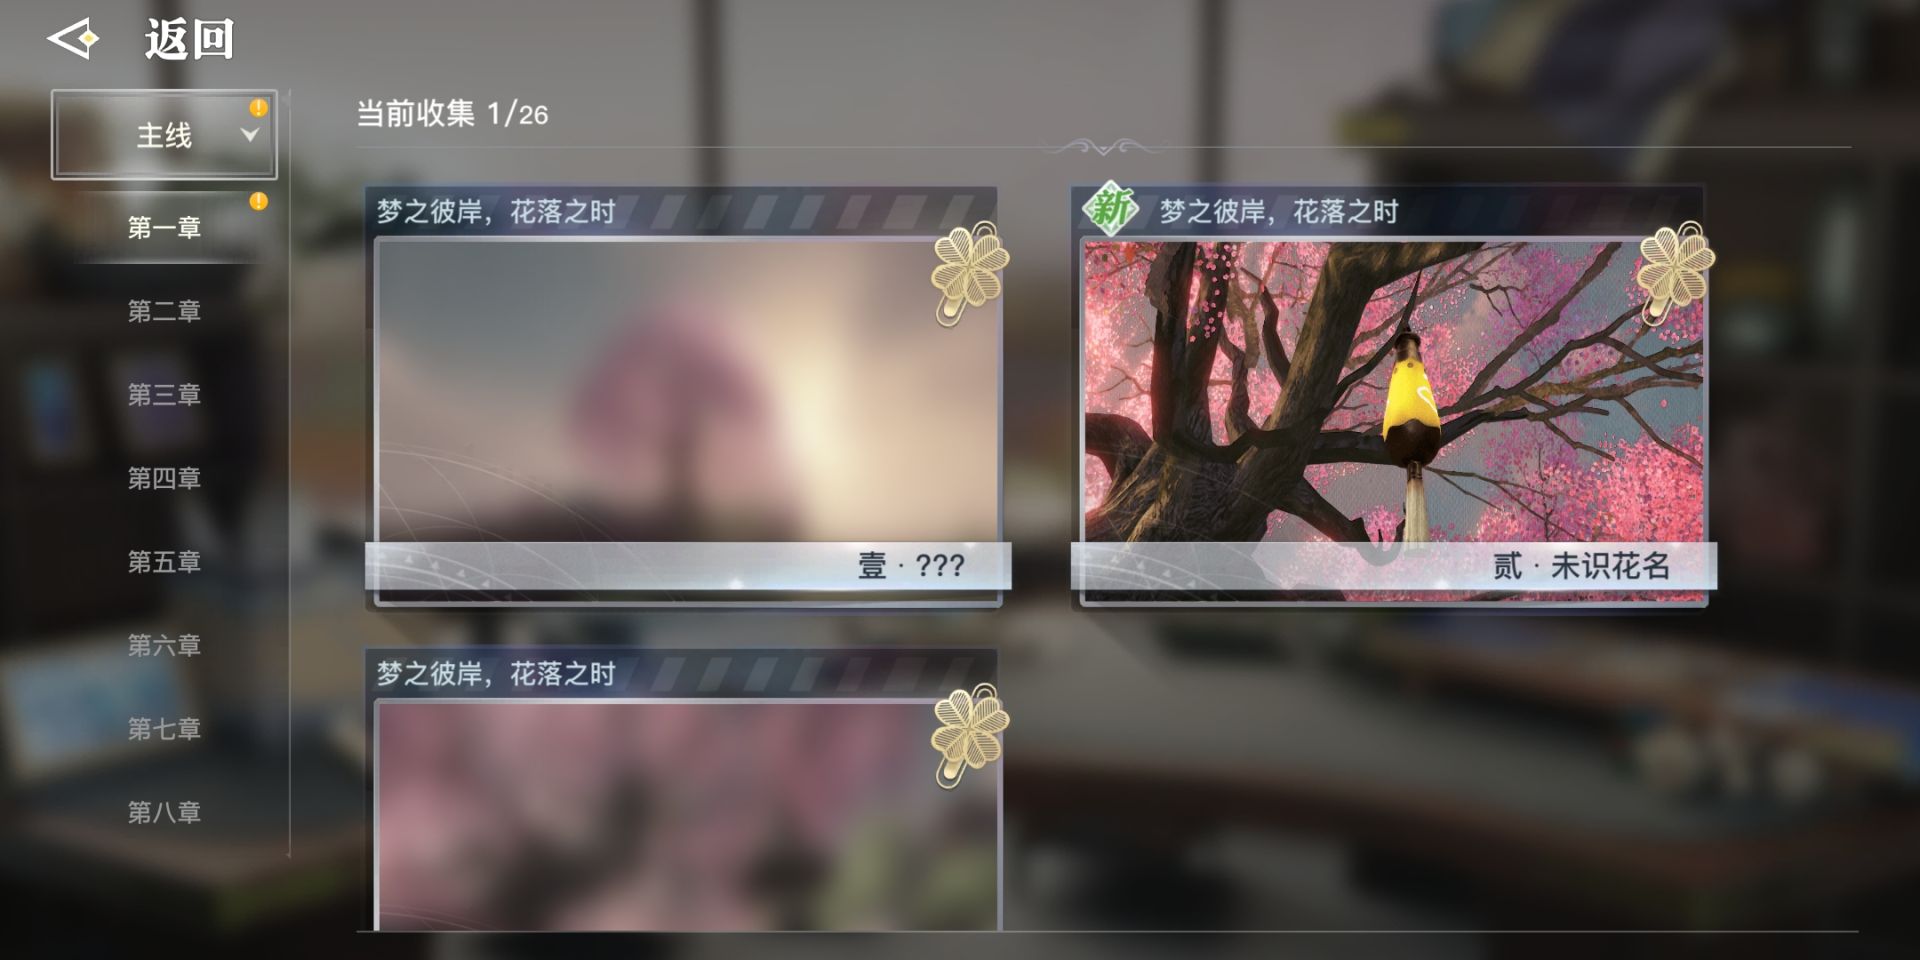 返回
主线
第一章
第二章
第三章
第四章
第五章
第六章
第七章
第八章
当前收集 1/26
梦之彼岸，花落之时
壹 · ???
新
梦之彼岸，花落之时
贰 · 未识花名
梦之彼岸，花落之时